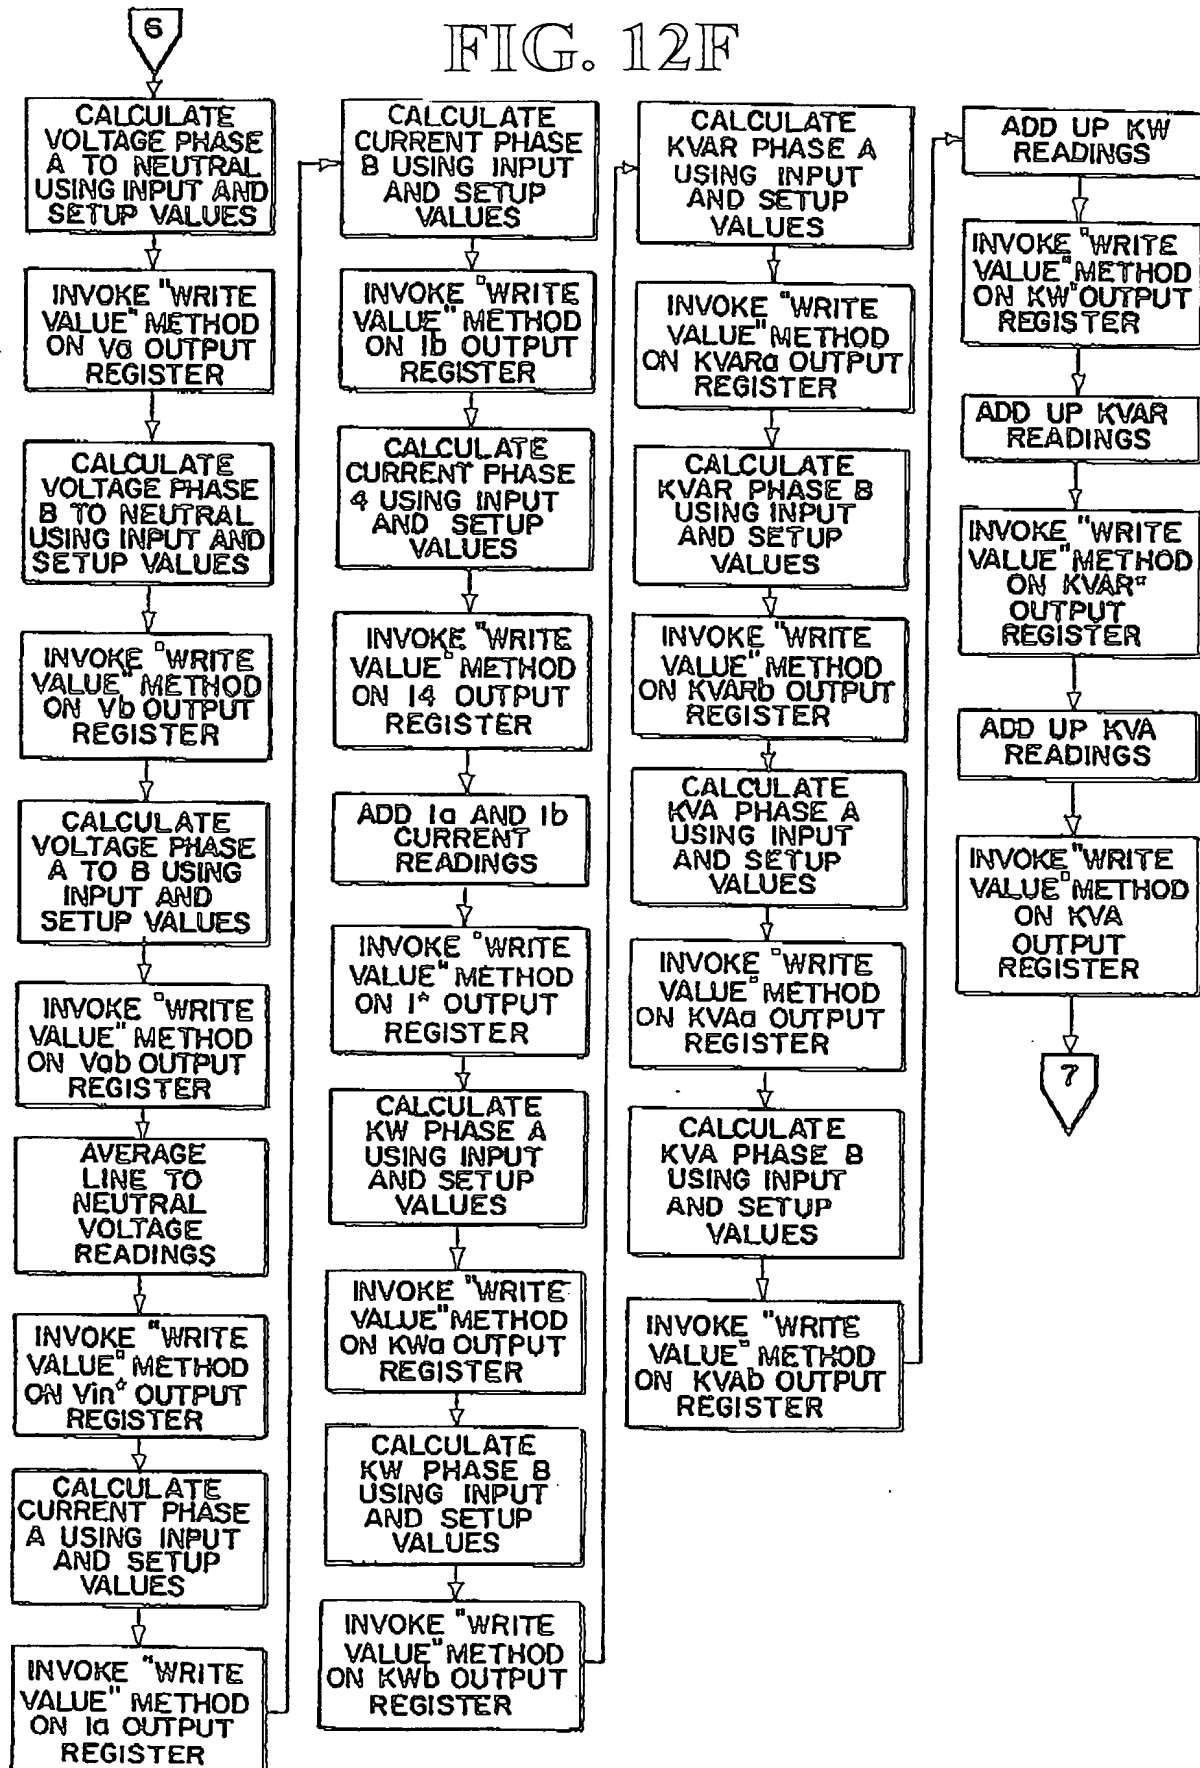 6
FIG. 12F
CALCULATE
VOLTAGE PHASE
A TO NEUTRAL
USING INPUT AND
SETUP VALUES
INVOKE "WRITE
VALUE" METHOD
ON Va OUTPUT
REGISTER
CALCULATE
VOLTAGE PHASE
B TO NEUTRAL
USING INPUT AND
SETUP VALUES
INVOKE "WRITE
VALUE" METHOD
ON Vb OUTPUT
REGISTER
CALCULATE
VOLTAGE PHASE
A TO B USING
INPUT AND
SETUP VALUES
INVOKE "WRITE
VALUE" METHOD
ON Vab OUTPUT
REGISTER
AVERAGE
LINE TO
NEUTRAL
VOLTAGE
READINGS
INVOKE "WRITE
VALUE" METHOD
ON Vin* OUTPUT
REGISTER
CALCULATE
CURRENT PHASE
A USING INPUT
AND SETUP
VALUES
INVOKE "WRITE
VALUE" METHOD
ON Ia OUTPUT
REGISTER
CALCULATE
CURRENT PHASE
B USING INPUT
AND SETUP
VALUES
INVOKE "WRITE
VALUE" METHOD
ON Ib OUTPUT
REGISTER
CALCULATE
CURRENT PHASE
4 USING INPUT
AND SETUP
VALUES
INVOKE "WRITE
VALUE" METHOD
ON I4 OUTPUT
REGISTER
ADD Ia AND Ib
CURRENT
READINGS
INVOKE "WRITE
VALUE" METHOD
ON I* OUTPUT
REGISTER
CALCULATE
KW PHASE A
USING INPUT
AND SETUP
VALUES
INVOKE "WRITE
VALUE" METHOD
ON KWa OUTPUT
REGISTER
CALCULATE
KW PHASE B
USING INPUT
AND SETUP
VALUES
INVOKE "WRITE
VALUE" METHOD
ON KWb OUTPUT
REGISTER
CALCULATE
KVAR PHASE A
USING INPUT
AND SETUP
VALUES
INVOKE "WRITE
VALUE" METHOD
ON KVARa OUTPUT
REGISTER
CALCULATE
KVAR PHASE B
USING INPUT
AND SETUP
VALUES
INVOKE "WRITE
VALUE" METHOD
ON KVARb OUTPUT
REGISTER
CALCULATE
KVA PHASE A
USING INPUT
AND SETUP
VALUES
INVOKE "WRITE
VALUE" METHOD
ON KVAa OUTPUT
REGISTER
CALCULATE
KVA PHASE B
USING INPUT
AND SETUP
VALUES
INVOKE "WRITE
VALUE" METHOD
ON KVAb OUTPUT
REGISTER
ADD UP KW
READINGS
INVOKE "WRITE
VALUE" METHOD
ON KW* OUTPUT
REGISTER
ADD UP KVAR
READINGS
INVOKE "WRITE
VALUE" METHOD
ON KVAR*
OUTPUT
REGISTER
ADD UP KVA
READINGS
INVOKE "WRITE
VALUE" METHOD
ON KVA
OUTPUT
REGISTER
7